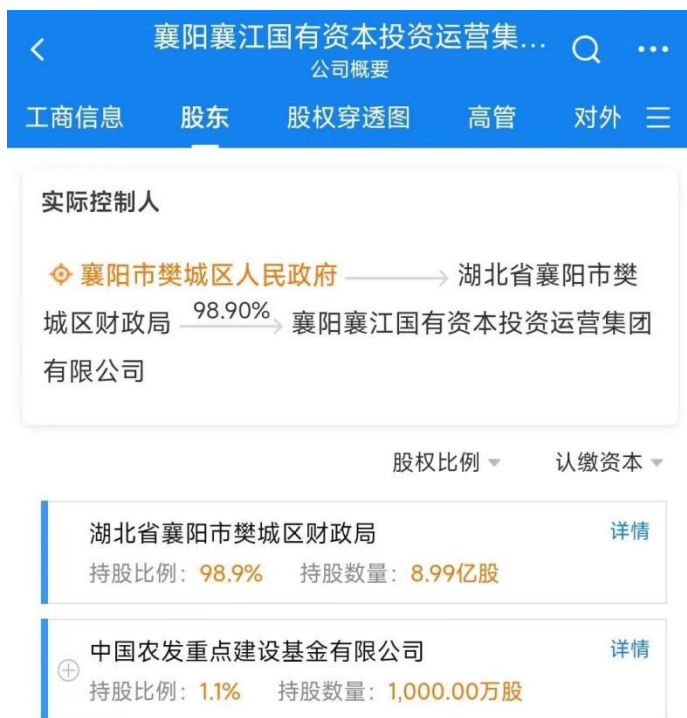 襄阳襄江国有资本投资运营集...
公司概要
工商信息 股东 股权穿透图 高管 对外
实际控制人
襄阳市樊城区人民政府 湖北省襄阳市樊
城区财政局 98.90% 襄阳襄江国有资本投资运营集团
有限公司
股权比例 认缴资本
湖北省襄阳市樊城区财政局 详情
持股比例：98.9% 持股数量：8.99亿股
中国农发重点建设基金有限公司 详情
持股比例：1.1% 持股数量：1,000.00万股